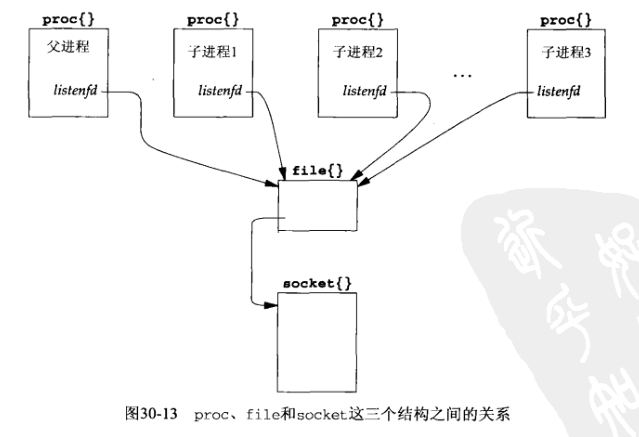 proc{} proc{} proc{} proc{}
父进程 子进程1 子进程2 子进程3
...
listenfd listenfd listenfd listenfd
file{}
socket{}
图30-13 proc、file和socket这三个结构之间的关系